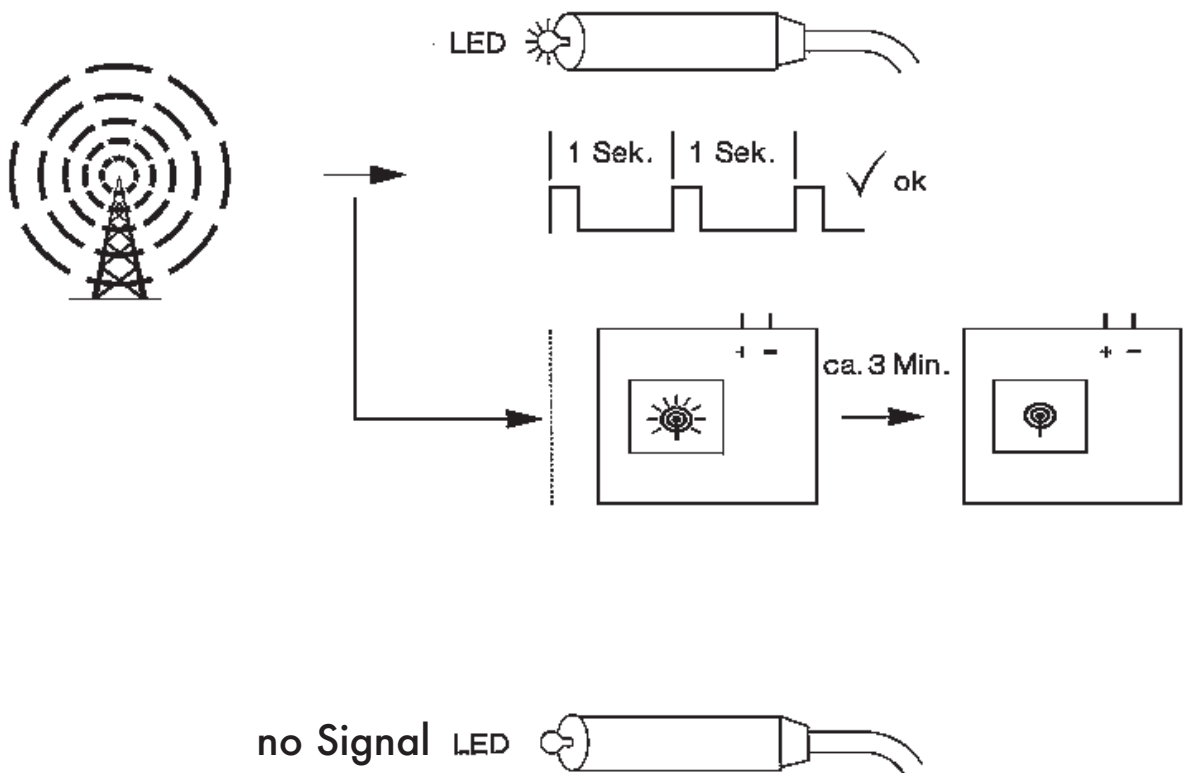 LED
1 Sek. 1 Sek.
ok
+ -
ca. 3 Min.
+ -
no Signal LED